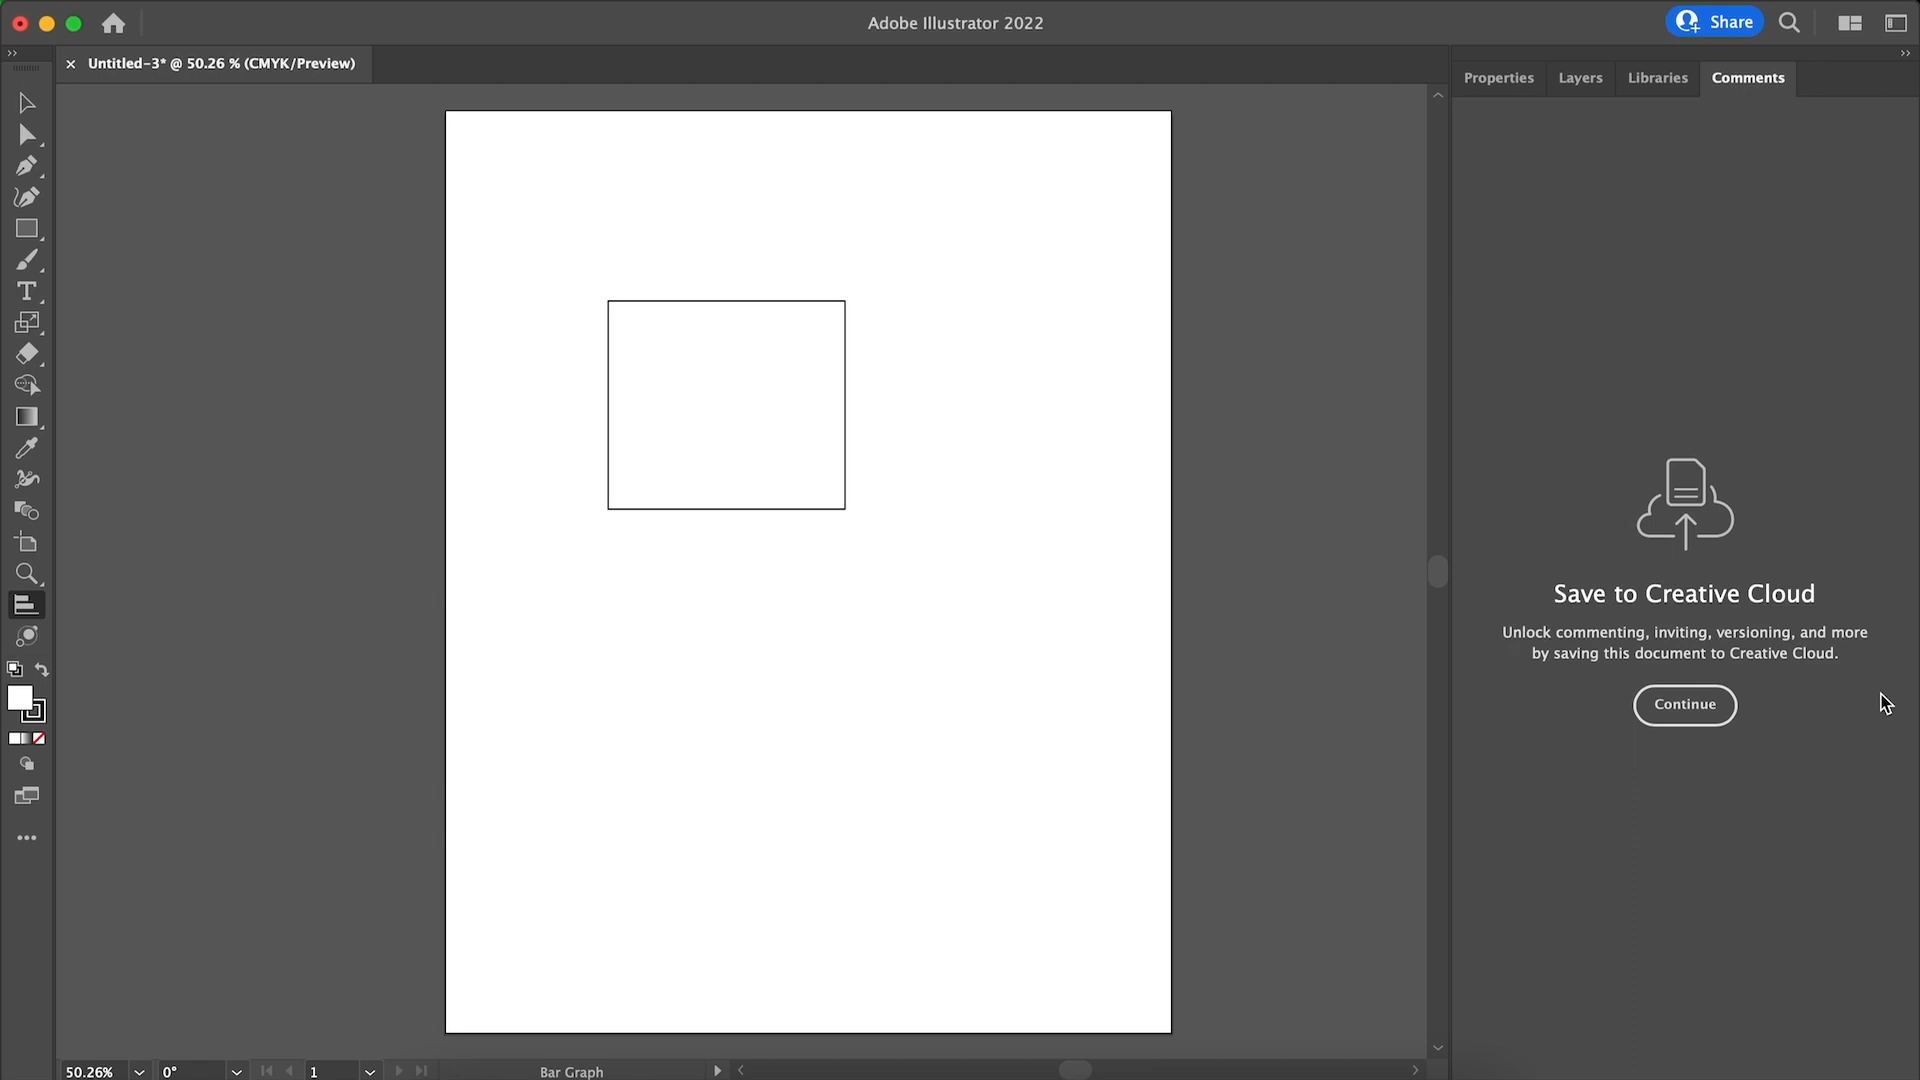 Adobe Illustrator 2022
Share
Untitled-3* @ 50.26 % (CMYK/Preview)
Properties
Layers
Libraries
Comments
Save to Creative Cloud
Unlock commenting, inviting, versioning, and more
by saving this document to Creative Cloud.
Continue
50.26%
0°
1
Bar Graph